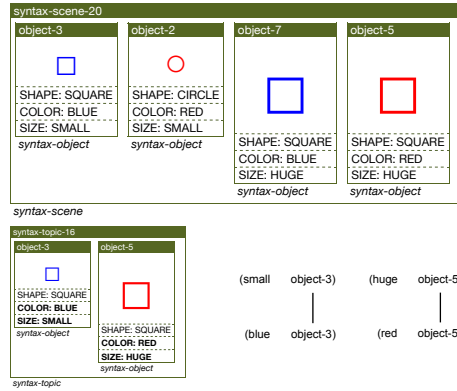 syntax-scene-20
object-3
SHAPE: SQUARE
COLOR: BLUE
SIZE: SMALL
syntax-object
object-2
SHAPE: CIRCLE
COLOR: RED
SIZE: SMALL
syntax-object
object-7
SHAPE: SQUARE
COLOR: BLUE
SIZE: HUGE
syntax-object
object-5
SHAPE: SQUARE
COLOR: RED
SIZE: HUGE
syntax-object
syntax-scene
syntax-topic-16
object-3
SHAPE: SQUARE
COLOR: BLUE
SIZE: SMALL
syntax-object
object-5
SHAPE: SQUARE
COLOR: RED
SIZE: HUGE
syntax-object
syntax-topic
(small object-3) (huge object-5
(blue object-3) (red object-5